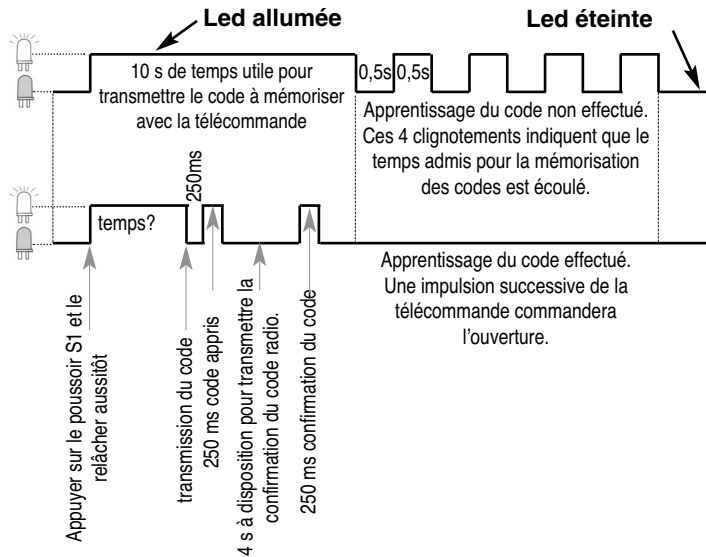 Led allumée
Led éteinte
10 s de temps utile pour
transmettre le code à mémoriser
avec la télécommande
0,5s 0,5s
Apprentissage du code non effectué.
Ces 4 clignotements indiquent que le
temps admis pour la mémorisation
des codes est écoulé.
250ms
temps?
Apprentissage du code effectué.
Une impulsion successive de la
télécommande commandera
l'ouverture.
Appuyer sur le poussoir S1 et le
relâcher aussitôt
transmission du code
250 ms code appris
4 s à disposition pour transmettre la
confirmation du code radio.
250 ms confirmation du code